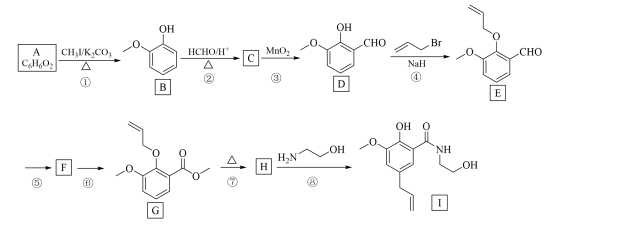 A
C₆H₆O₂
CH₃I/K₂CO₃
△
①
OH
O
B
HCHO/H⁺
△
②
C
MnO₂
③
OH
O
CHO
D
Br
NaH
④
O
O
CHO
E
⑤
F
⑥
O
O
O
O
G
△
⑦
H
H₂N
OH
⑧
OH
O
O
NH
OH
I